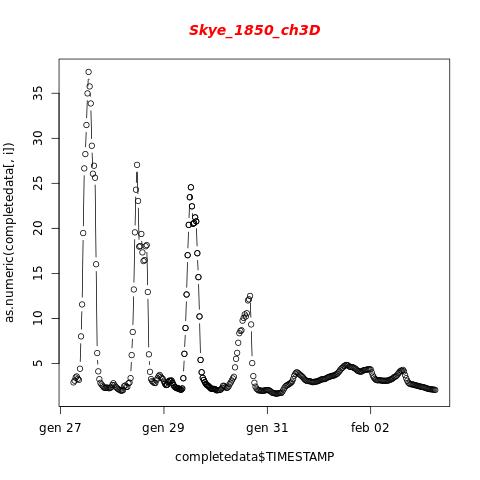 Skye_1850_ch3D
as.numeric(completedata[, i])
35
30
25
20
15
10
5
gen 27
gen 29
gen 31
feb 02
completedata$TIMESTAMP